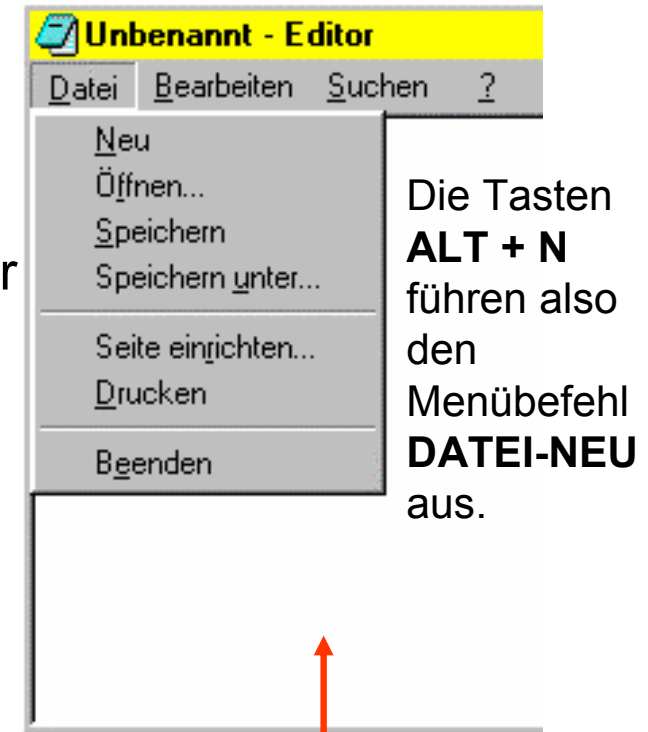 Unbenannt - Editor
Datei Bearbeiten Suchen ?
Neu
Öffnen...
Speichern
Speichern unter...
Seite einrichten...
Drucken
Beenden
r
Die Tasten
ALT + N
führen also
den
Menübefehl
DATEI-NEU
aus.